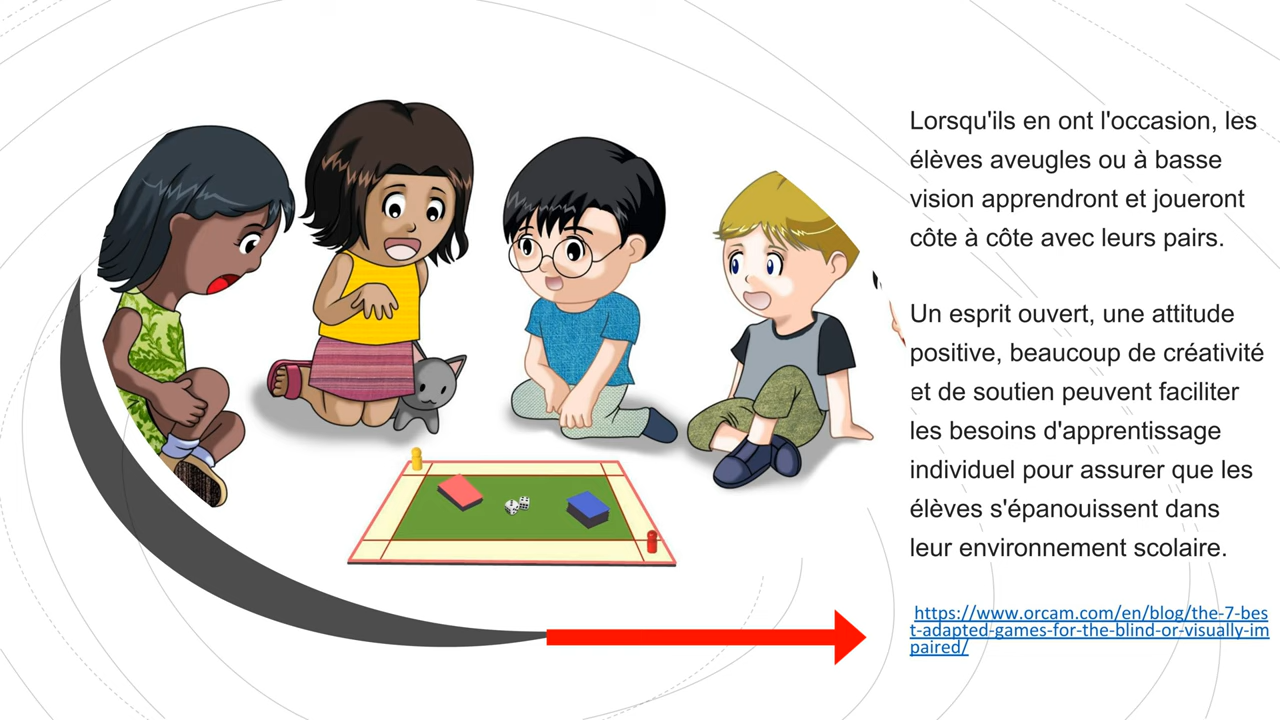 Lorsqu'ils en ont l'occasion, les
élèves aveugles ou à basse
vision apprendront et joueront
côte à côte avec leurs pairs.
Un esprit ouvert, une attitude
positive, beaucoup de créativité
et de soutien peuvent faciliter
les besoins d'apprentissage
individuel pour assurer que les
élèves s'épanouissent dans
leur environnement scolaire.
https://www.orcam.com/en/blog/the-7-bes
t-adapted-games-for-the-blind-or-visually-im
paired/